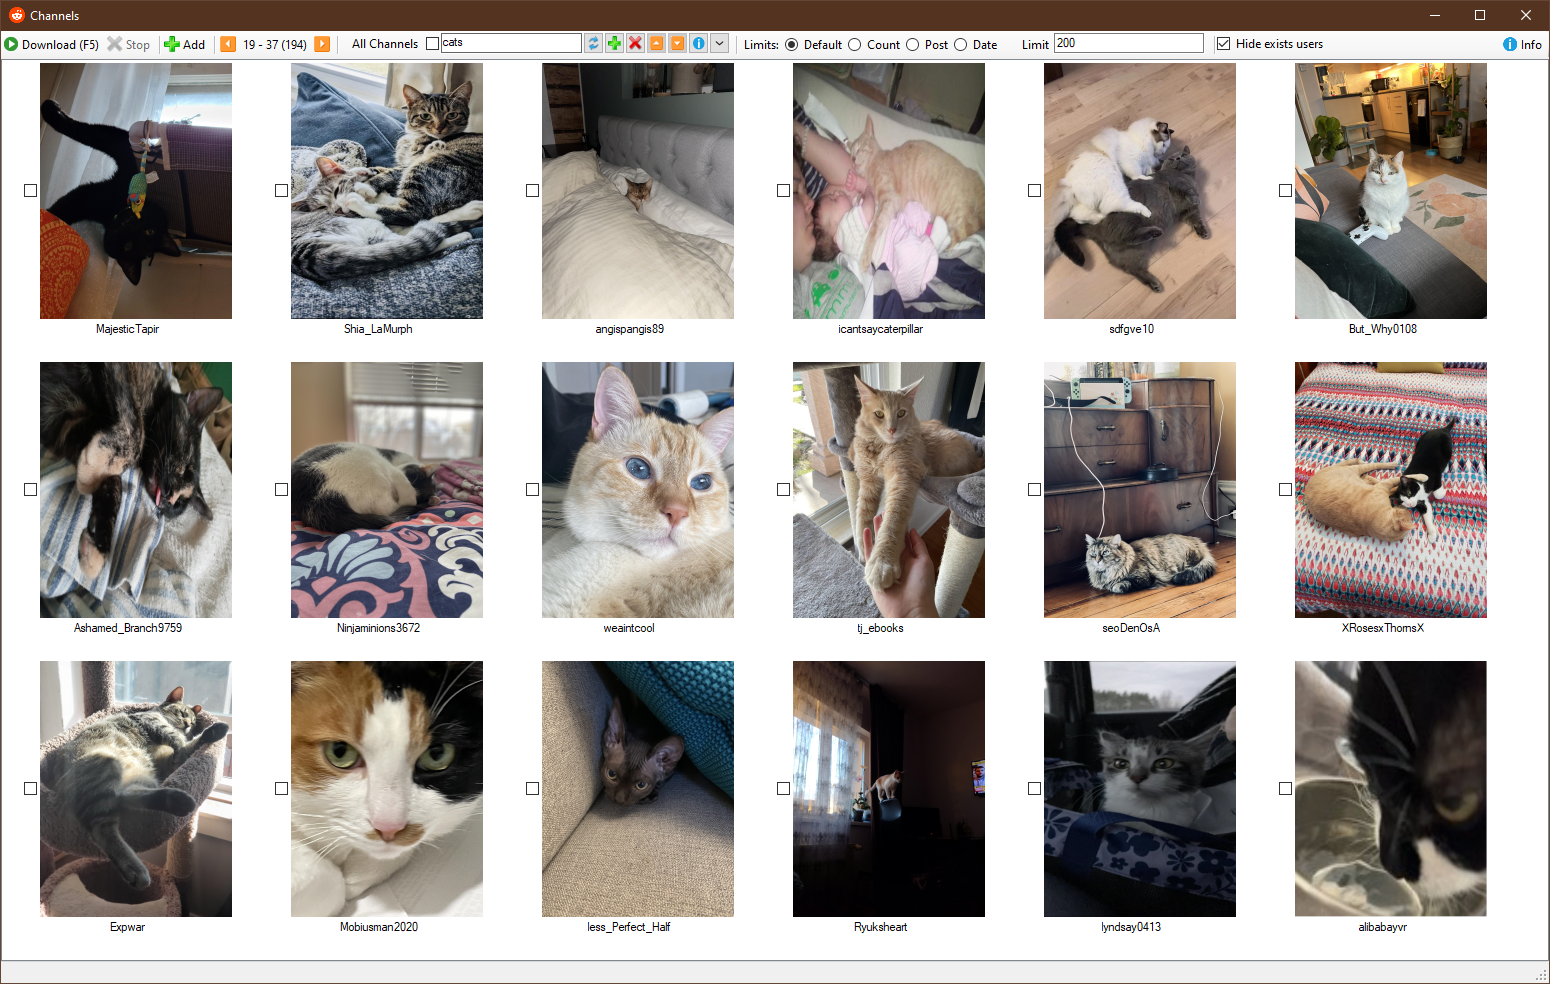 Channels
Download (F5) Stop Add 19 - 37 (194) All Channels cats Limits: Default Count Post Date Limit 200 Hide exists users Info
MajesticTapir Shia_LaMurph angispangis89 icantsaycaterpillar sdfgve10 But_Why0108
Ashamed_Branch9759 Ninjaminions3672 weaintcool tj_ebooks seoDenOsA XRosesxThornsX
Expwar Mobiusman2020 less_Perfect_Half Ryuksheart lyndsay0413 alibabayvr